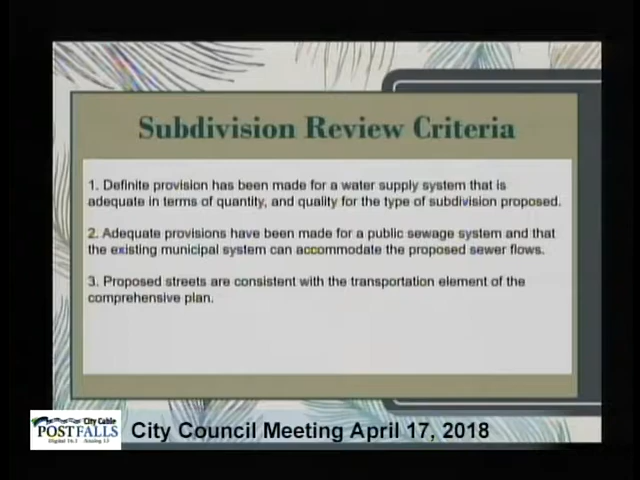 Subdivision Review Criteria
1. Definite provision has been made for a water supply system that is
adequate in terms of quantity, and quality for the type of subdivision proposed.
2. Adequate provisions have been made for a public sewage system and that
the existing municipal system can accommodate the proposed sewer flows.
3. Proposed streets are consistent with the transportation element of the
comprehensive plan.
City Cable
POSTFALLS
City Council Meeting April 17, 2018